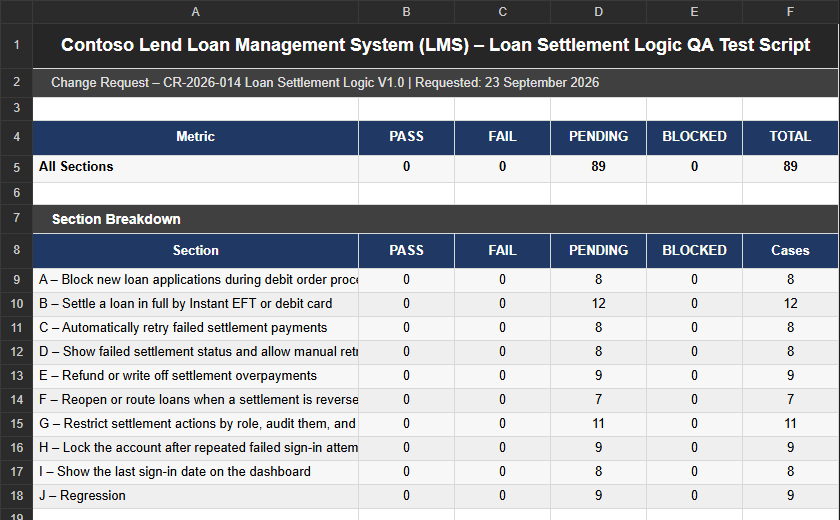 A B C D E F
1 Contoso Lend Loan Management System (LMS) – Loan Settlement Logic QA Test Script
2 Change Request – CR-2026-014 Loan Settlement Logic V1.0 | Requested: 23 September 2026
3
4 Metric PASS FAIL PENDING BLOCKED TOTAL
5 All Sections 0 0 89 0 89
6
7 Section Breakdown
8 Section PASS FAIL PENDING BLOCKED Cases
9 A – Block new loan applications during debit order proce 0 0 8 0 8
10 B – Settle a loan in full by Instant EFT or debit card 0 0 12 0 12
11 C – Automatically retry failed settlement payments 0 0 8 0 8
12 D – Show failed settlement status and allow manual retr 0 0 8 0 8
13 E – Refund or write off settlement overpayments 0 0 9 0 9
14 F – Reopen or route loans when a settlement is reverse 0 0 7 0 7
15 G – Restrict settlement actions by role, audit them, and 0 0 11 0 11
16 H – Lock the account after repeated failed sign-in attem 0 0 9 0 9
17 I – Show the last sign-in date on the dashboard 0 0 8 0 8
18 J – Regression 0 0 9 0 9
19